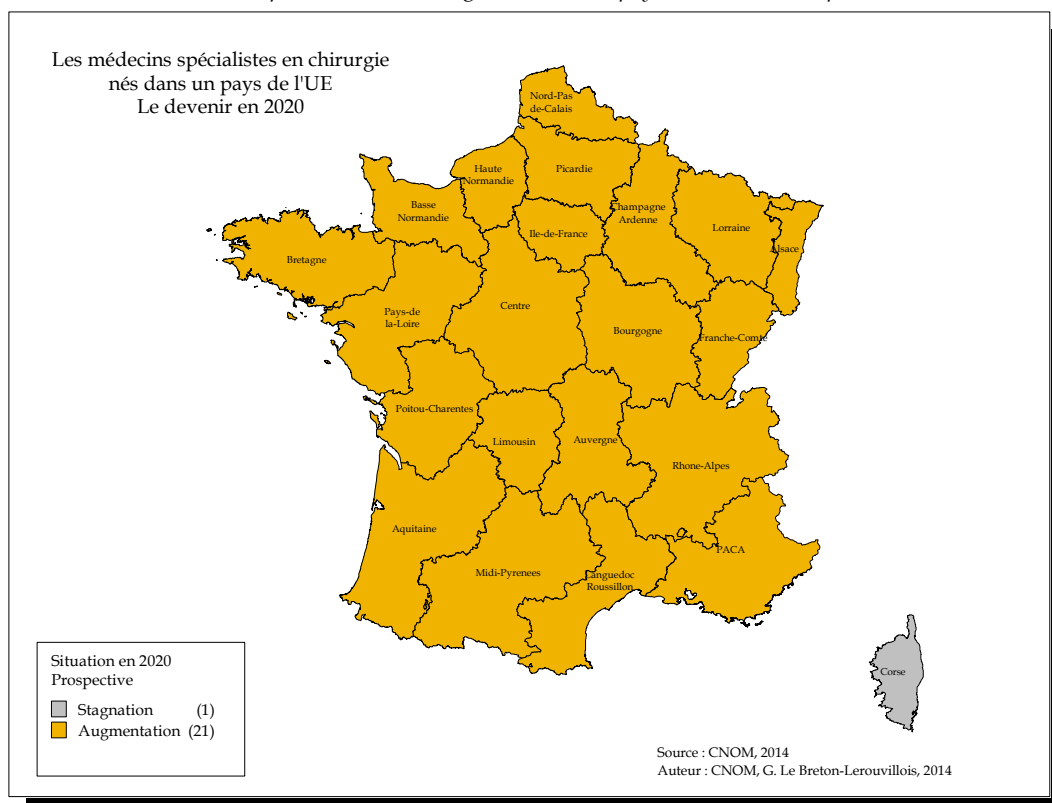 Les médecins spécialistes en chirurgie
nés dans un pays de l'UE
Le devenir en 2020
Nord-Pas
de-Calais
Haute
Normandie
Picardie
Champagne
Ardenne
Basse
Normandie
Ile-de-France
Lorraine
Alsace
Bretagne
Pays-de
la-Loire
Centre
Bourgogne
Franche-Comte
Poitou-Charentes
Limousin
Auvergne
Rhone-Alpes
Aquitaine
Midi-Pyrenees
Languedoc
Roussillon
PACA
Corse
Situation en 2020
Prospective
Stagnation (1)
Augmentation (21)
Source : CNOM, 2014
Auteur : CNOM, G. Le Breton-Lerouvillois, 2014